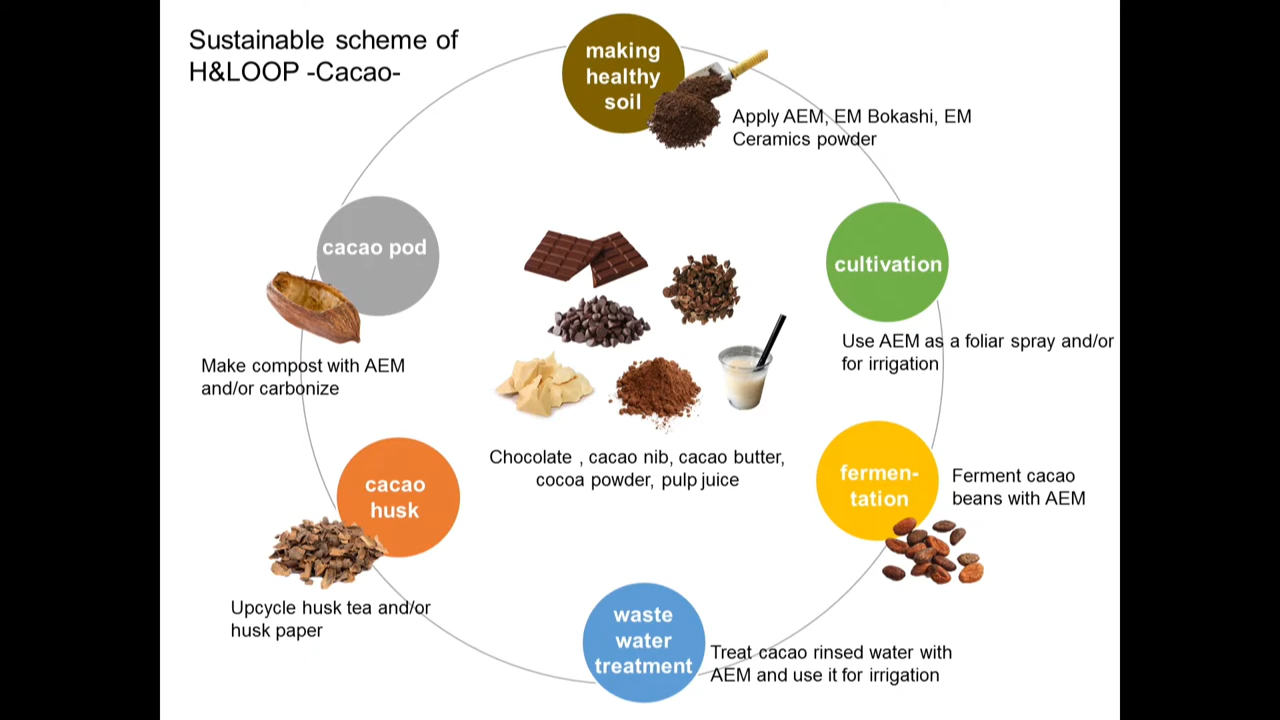 Sustainable scheme of
H&LOOP -Cacao-
making
healthy
soil
Apply AEM, EM Bokashi, EM
Ceramics powder
cultivation
Use AEM as a foliar spray and/or
for irrigation
fermen-
tation
Ferment cacao
beans with AEM
waste
water
treatment
Treat cacao rinsed water with
AEM and use it for irrigation
cacao
husk
Upcycle husk tea and/or
husk paper
cacao pod
Make compost with AEM
and/or carbonize
Chocolate , cacao nib, cacao butter,
cocoa powder, pulp juice